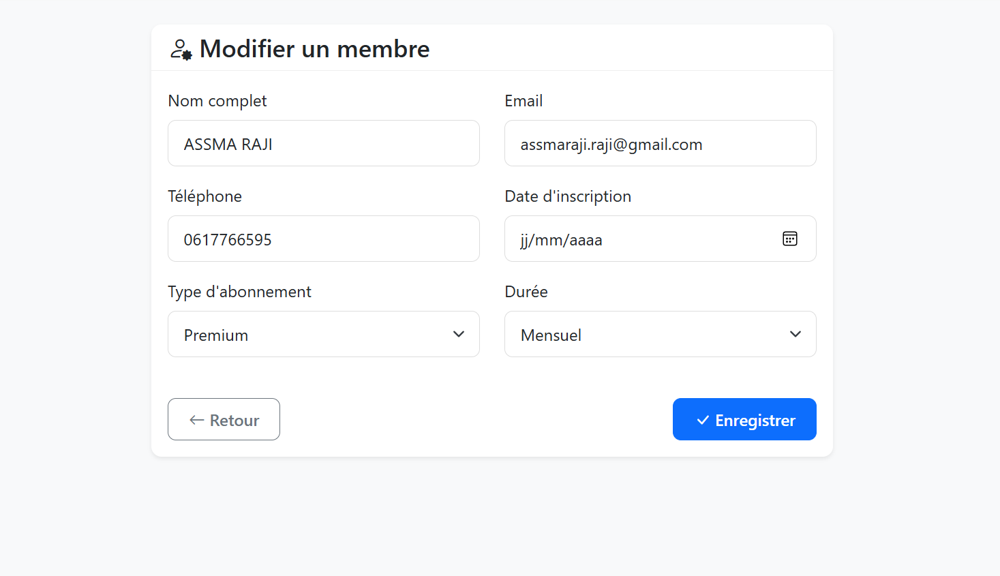 Modifier un membre
Nom complet
ASSMA RAJI
Email
assmaraji.raji@gmail.com
Téléphone
0617766595
Date d'inscription
jj/mm/aaaa
Type d'abonnement
Premium
Durée
Mensuel
Retour
Enregistrer